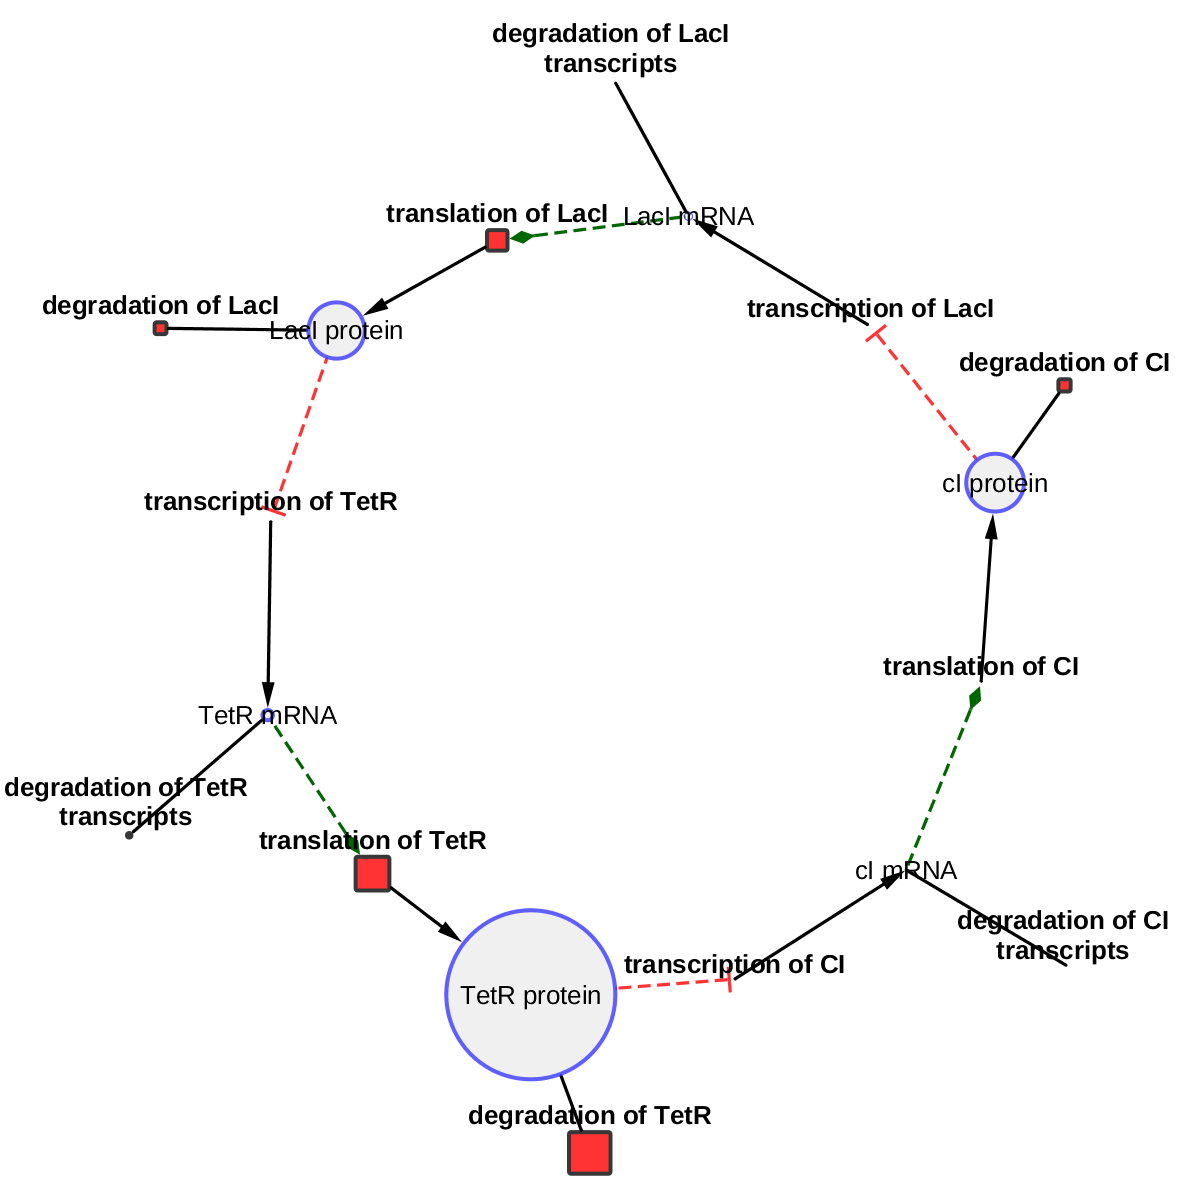 degradation of LacI
transcripts
translation of LacI
LacI mRNA
degradation of LacI
LacI protein
transcription of LacI
degradation of CI
cI protein
transcription of TetR
translation of CI
TetR mRNA
degradation of TetR
transcripts
translation of TetR
cI mRNA
degradation of CI
transcripts
transcription of CI
TetR protein
degradation of TetR